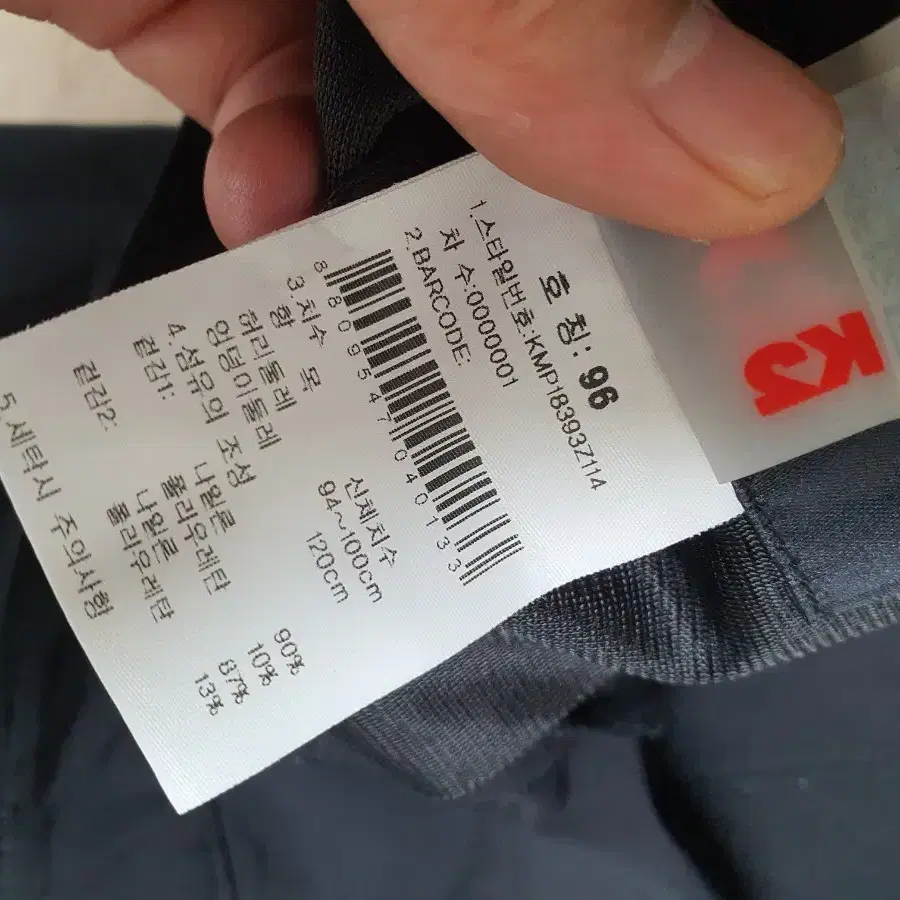 호 칭: 96
1.스타일번호:KMP18393Z114
차 수:0000001
2.BARCODE:
8809547040133
3.치수
항 목 신체치수
허리둘레 94~100cm
엉덩이둘레 120cm
4.섬유의 조성
겉감1: 나일론 90%
폴리우레탄 10%
겉감2: 나일론 87%
폴리우레탄 13%
5.세탁시 주의사항
K2